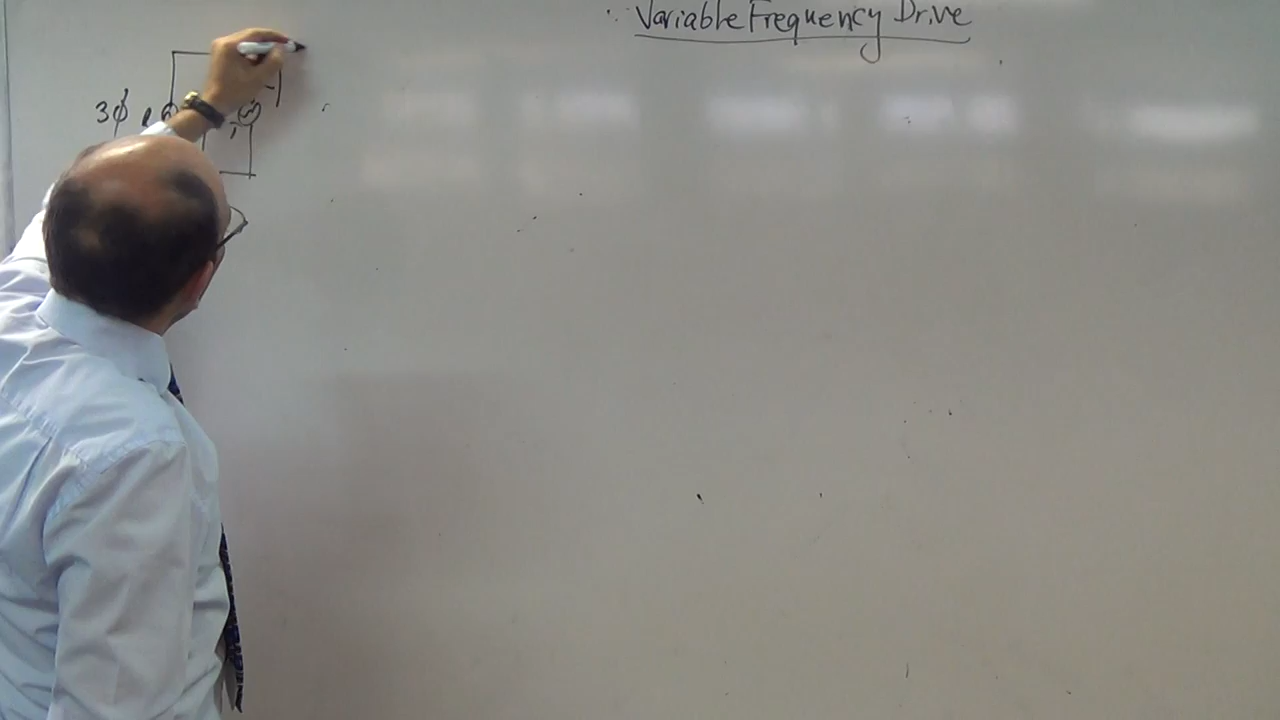 ∴ Variable Frequency Drive
3ϕ